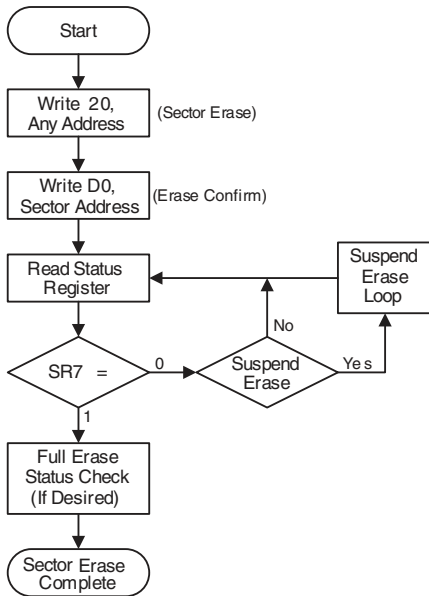 Start
Write 20,
Any Address
(Sector Erase)
Write D0,
Sector Address
(Erase Confirm)
Read Status
Register
Suspend
Erase
Loop
No
SR7 =
0
Suspend
Erase
Yes
1
Full Erase
Status Check
(If Desired)
Sector Erase
Complete